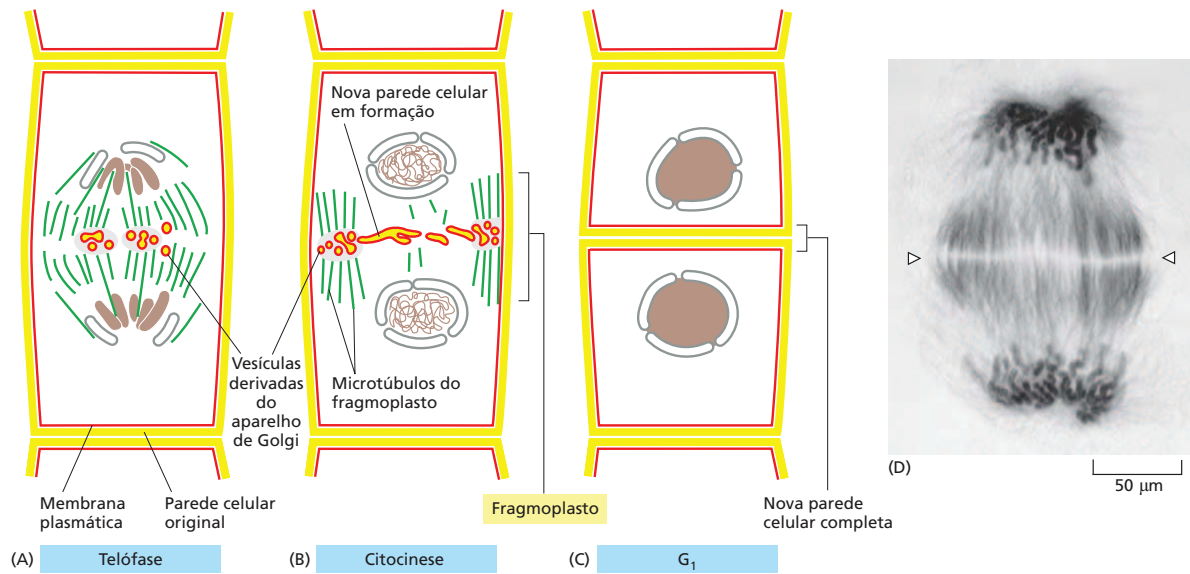 Nova parede celular
em formação
Vesículas
derivadas
do
aparelho
de Golgi
Microtúbulos do
fragmoplasto
Membrana
plasmática
Parede celular
original
Fragmoplasto
Nova parede
celular completa
(A) Telófase
(B) Citocinese
(C) G₁
(D)
50 μm